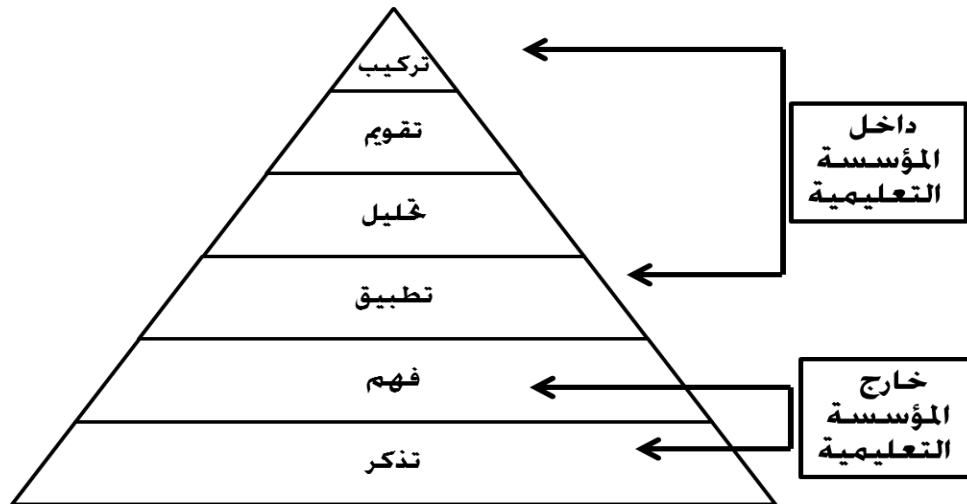 تركيب
تقويم
تحليل
تطبيق
فهم
تذكر
داخل
المؤسسة
التعليمية
خارج
المؤسسة
التعليمية